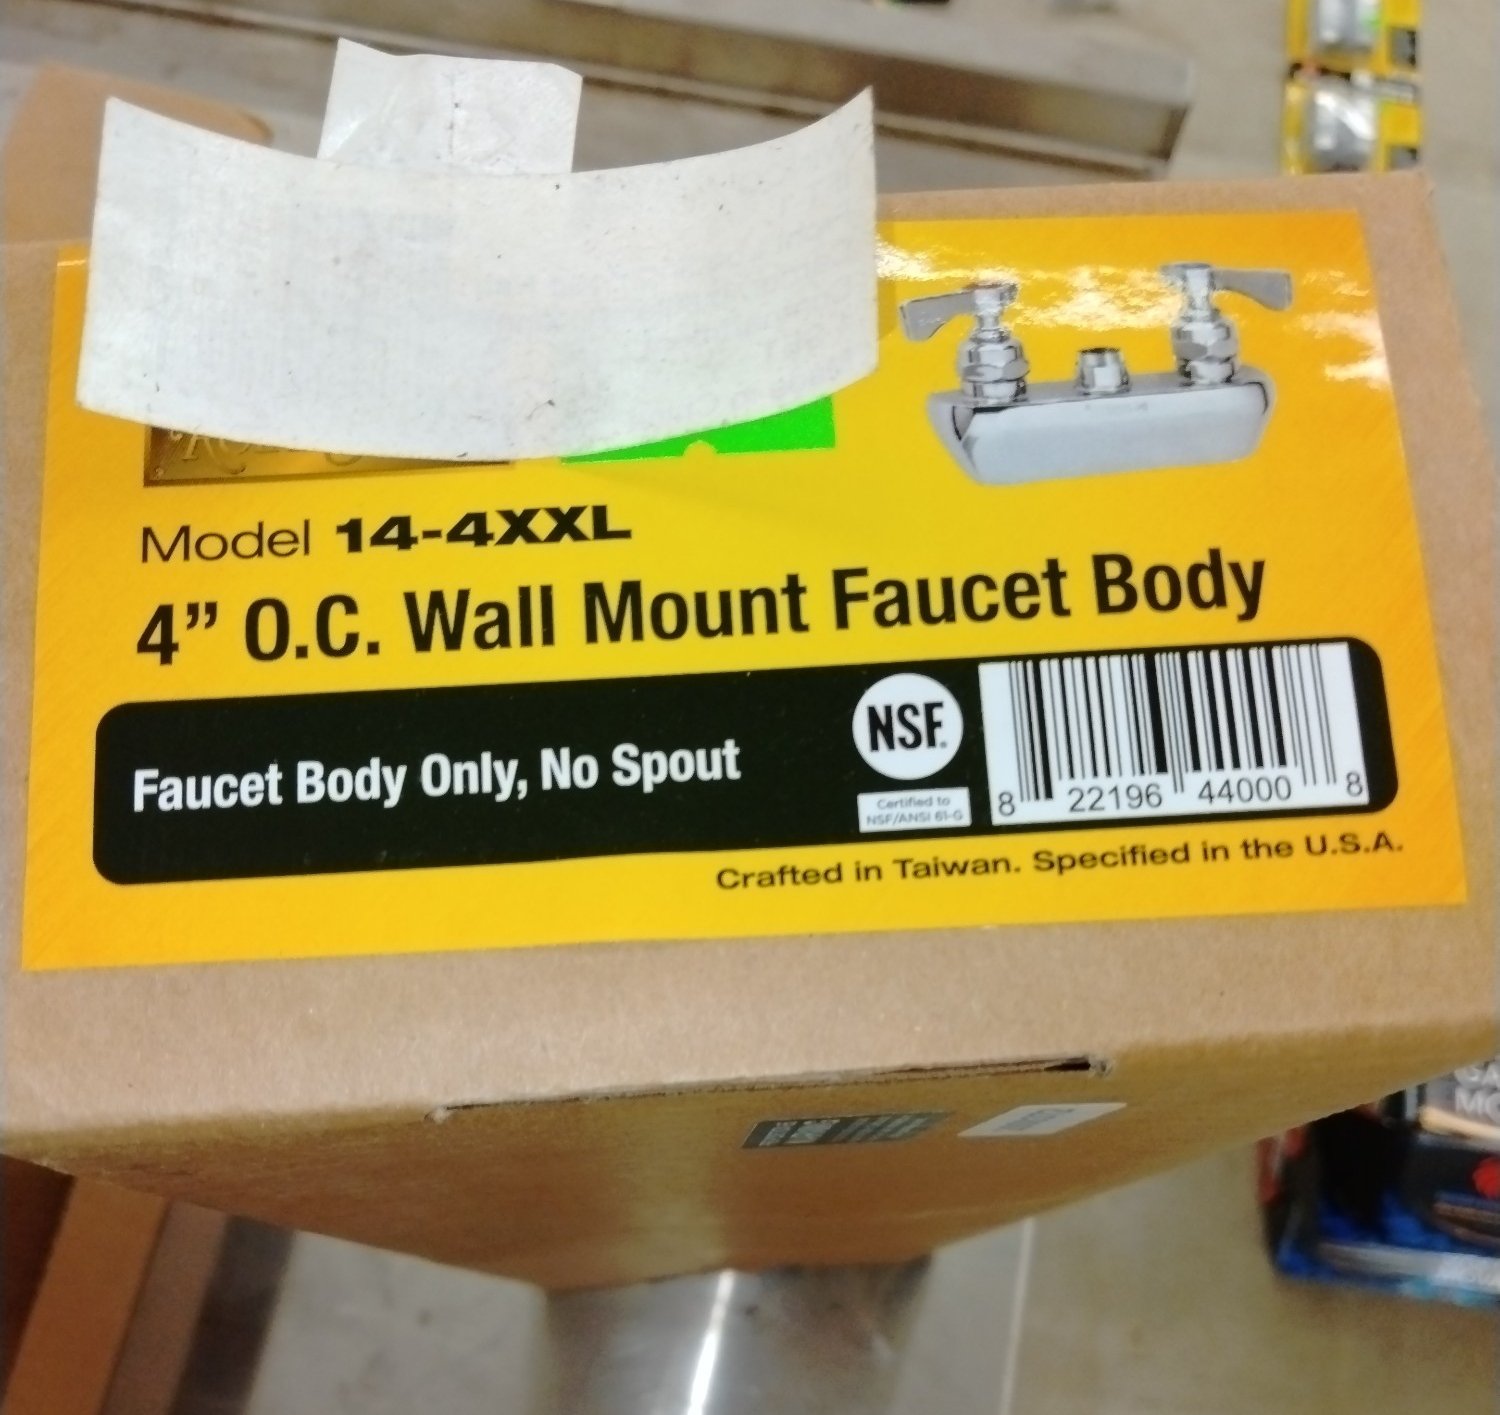 Model 14-4XXL
4” O.C. Wall Mount Faucet Body
Faucet Body Only, No Spout
NSF.
Certified to
NSF/ANSI 61-G
8 22196 44000 8
Crafted in Taiwan. Specified in the U.S.A.